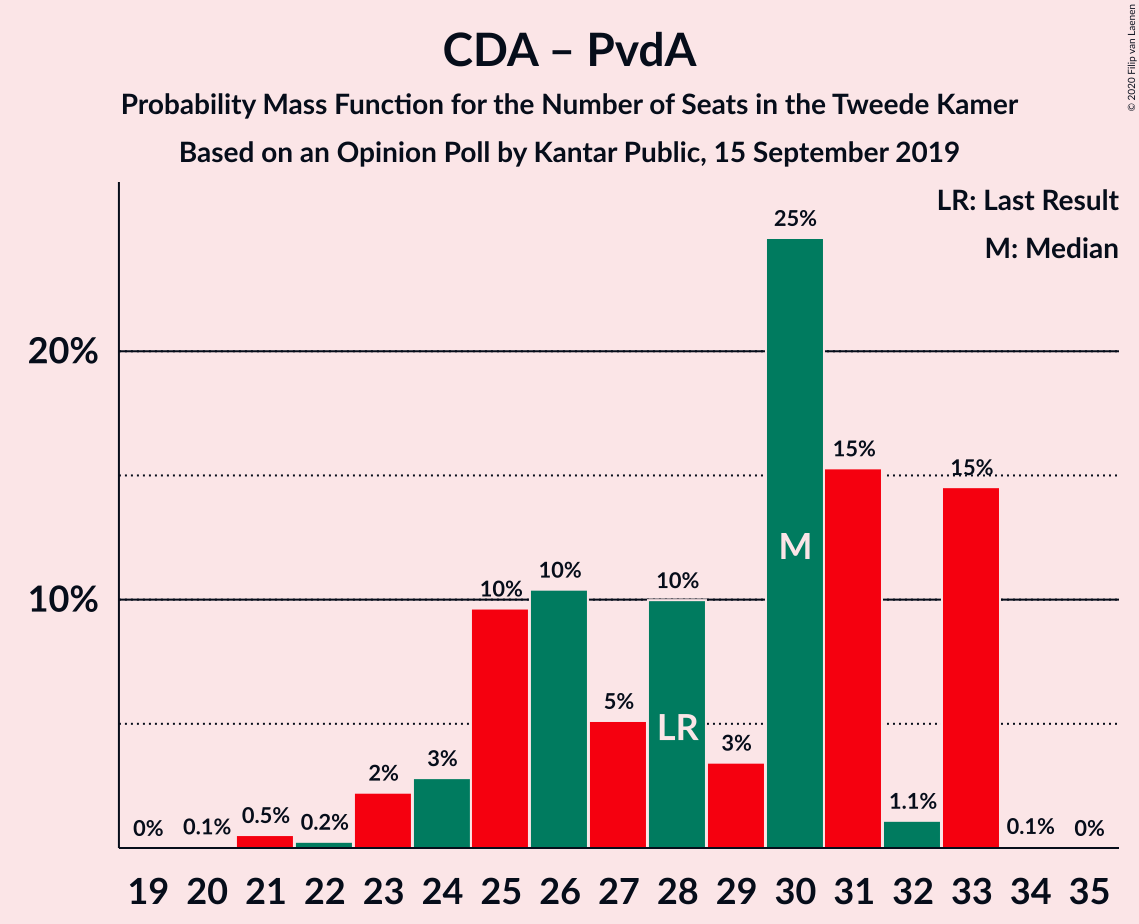 CDA – PvdA
Probability Mass Function for the Number of Seats in the Tweede Kamer
Based on an Opinion Poll by Kantar Public, 15 September 2019
© 2020 Filip van Laenen
LR: Last Result
M: Median
20%
10%
0%
0.1%
0.5%
0.2%
2%
3%
10%
10%
5%
10%
3%
25%
15%
1.1%
15%
0.1%
0%
LR
M
19 20 21 22 23 24 25 26 27 28 29 30 31 32 33 34 35